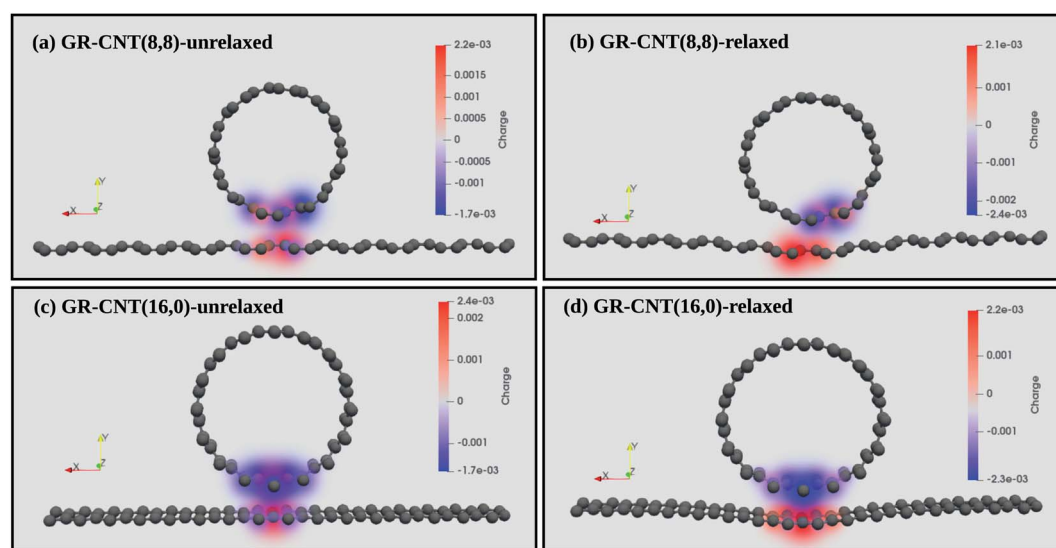 (a) GR-CNT(8,8)-unrelaxed
2.2e-03
0.0015
0.001
0.0005
0
-0.0005
-0.001
-1.7e-03
Charge
Y
X
Z
(b) GR-CNT(8,8)-relaxed
2.1e-03
0.001
0
-0.001
-0.002
-2.4e-03
Charge
Y
X
Z
(c) GR-CNT(16,0)-unrelaxed
2.4e-03
0.002
0.001
0
-0.001
-1.7e-03
Charge
Y
X
Z
(d) GR-CNT(16,0)-relaxed
2.2e-03
0.001
0
-0.001
-2.3e-03
Charge
Y
X
Z